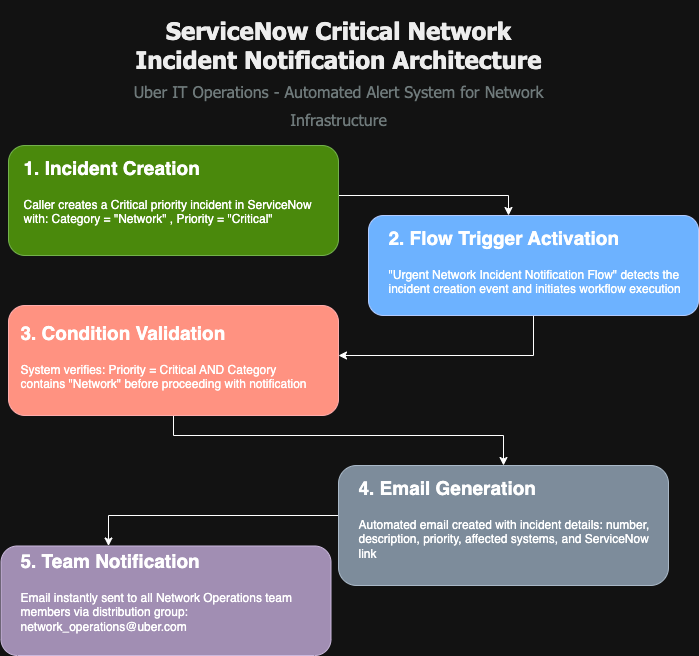 ServiceNow Critical Network
Incident Notification Architecture
Uber IT Operations - Automated Alert System for Network
Infrastructure
1. Incident Creation
Caller creates a Critical priority incident in ServiceNow
with: Category = "Network" , Priority = "Critical"
2. Flow Trigger Activation
"Urgent Network Incident Notification Flow" detects the
incident creation event and initiates workflow execution
3. Condition Validation
System verifies: Priority = Critical AND Category
contains "Network" before proceeding with notification
4. Email Generation
Automated email created with incident details: number,
description, priority, affected systems, and ServiceNow
link
5. Team Notification
Email instantly sent to all Network Operations team
members via distribution group:
network_operations@uber.com